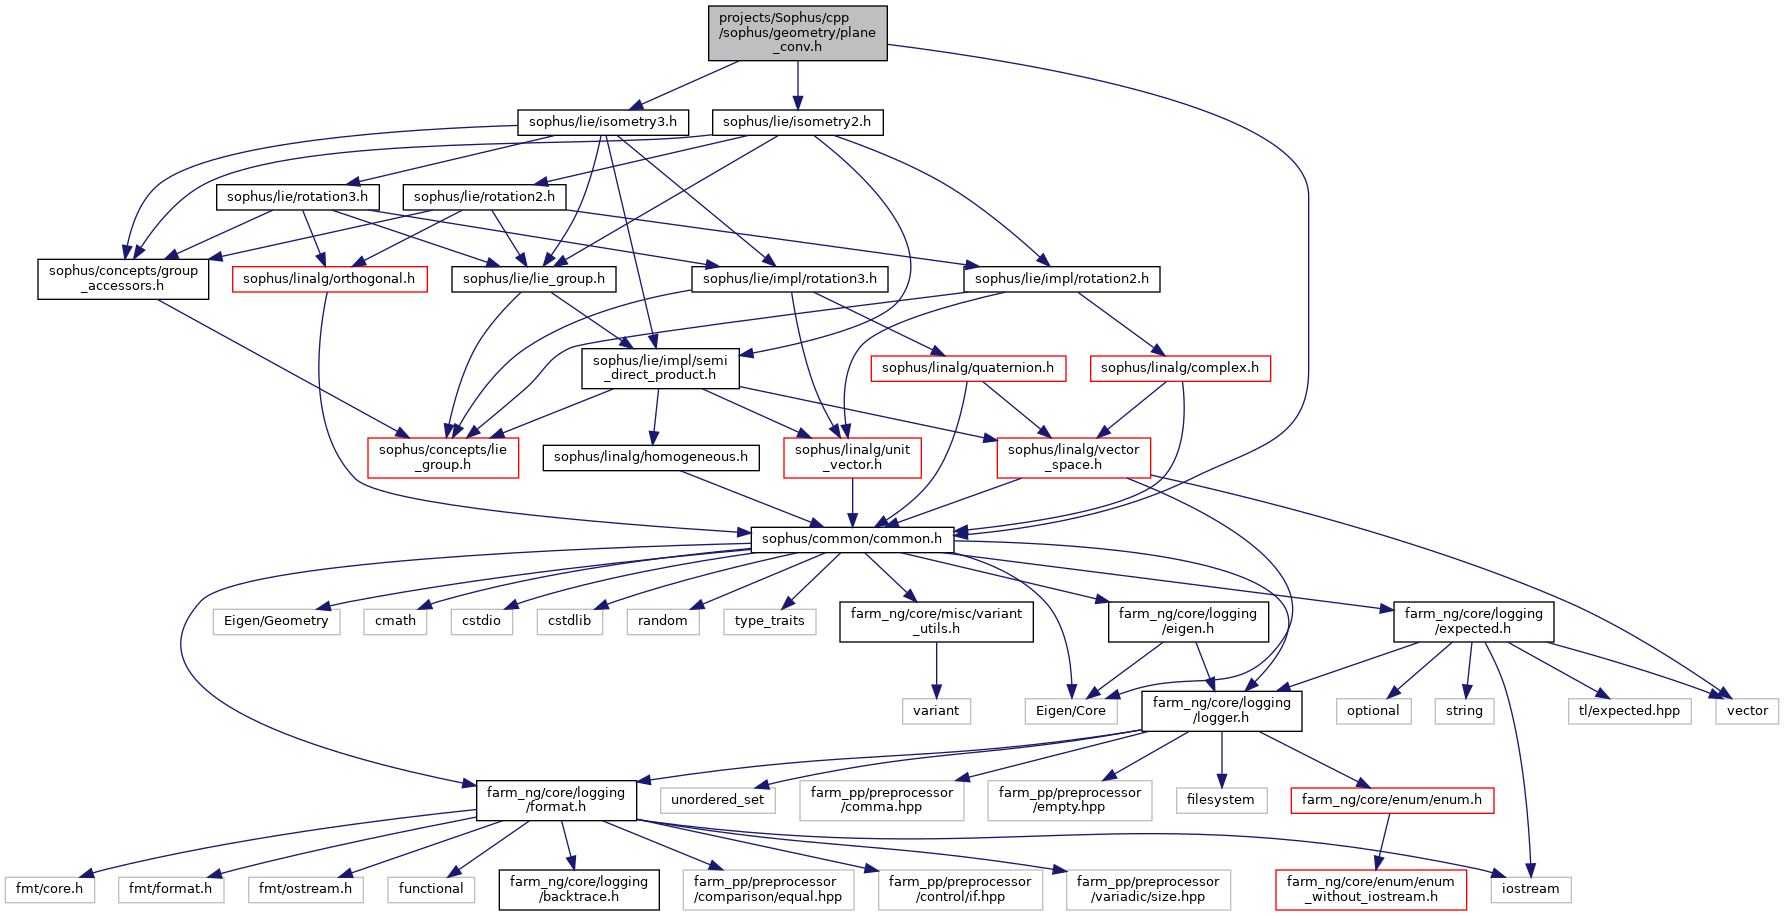 projects/Sophus/cpp
/sophus/geometry/plane
_conv.h
sophus/lie/isometry3.h
sophus/lie/isometry2.h
sophus/lie/rotation3.h
sophus/lie/rotation2.h
sophus/concepts/group
_accessors.h
sophus/linalg/orthogonal.h
sophus/lie/lie_group.h
sophus/lie/impl/rotation3.h
sophus/lie/impl/rotation2.h
sophus/lie/impl/semi
_direct_product.h
sophus/linalg/quaternion.h
sophus/linalg/complex.h
sophus/concepts/lie
_group.h
sophus/linalg/homogeneous.h
sophus/linalg/unit
_vector.h
sophus/linalg/vector
_space.h
sophus/common/common.h
Eigen/Geometry
cmath
cstdio
cstdlib
random
type_traits
farm_ng/core/misc/variant
_utils.h
farm_ng/core/logging
/eigen.h
farm_ng/core/logging
/expected.h
variant
Eigen/Core
farm_ng/core/logging
/logger.h
optional
string
tl/expected.hpp
vector
farm_ng/core/logging
/format.h
unordered_set
farm_pp/preprocessor
/comma.hpp
farm_pp/preprocessor
/empty.hpp
filesystem
farm_ng/core/enum/enum.h
fmt/core.h
fmt/format.h
fmt/ostream.h
functional
farm_ng/core/logging
/backtrace.h
farm_pp/preprocessor
/comparison/equal.hpp
farm_pp/preprocessor
/control/if.hpp
farm_pp/preprocessor
/variadic/size.hpp
farm_ng/core/enum/enum
_without_iostream.h
iostream